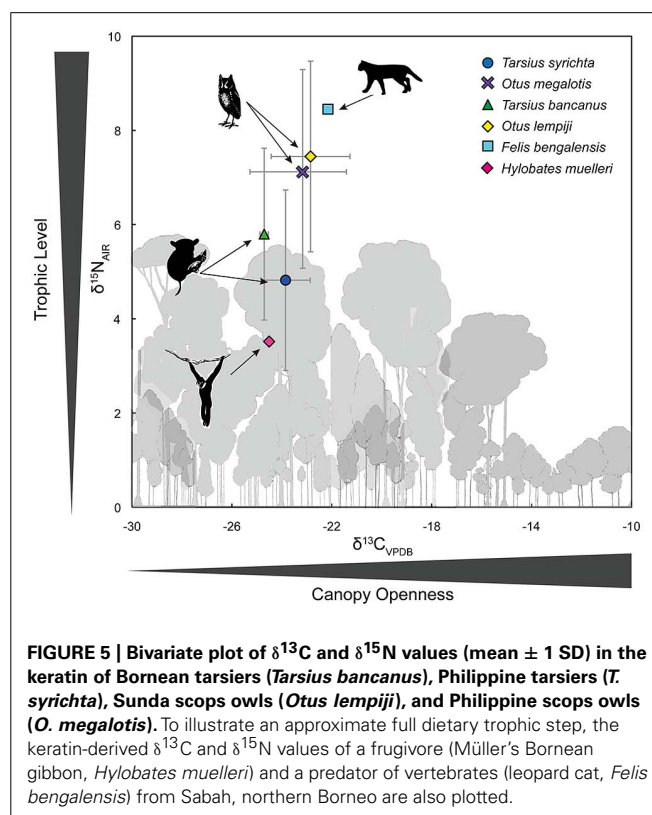 10
8
6
4
2
0
-30
-26
-22
-18
-14
-10
Trophic Level
δ15NAIR
δ13CVPDB
Canopy Openness
Tarsius syrichta
Otus megalotis
Tarsius bancanus
Otus lempiji
Felis bengalensis
Hylobates muelleri
FIGURE 5 | Bivariate plot of δ13C and δ15N values (mean ± 1 SD) in the
keratin of Bornean tarsiers (Tarsius bancanus), Philippine tarsiers (T.
syrichta), Sunda scops owls (Otus lempiji), and Philippine scops owls
(O. megalotis). To illustrate an approximate full dietary trophic step, the
keratin-derived δ13C and δ15N values of a frugivore (Müller's Bornean
gibbon, Hylobates muelleri) and a predator of vertebrates (leopard cat, Felis
bengalensis) from Sabah, northern Borneo are also plotted.